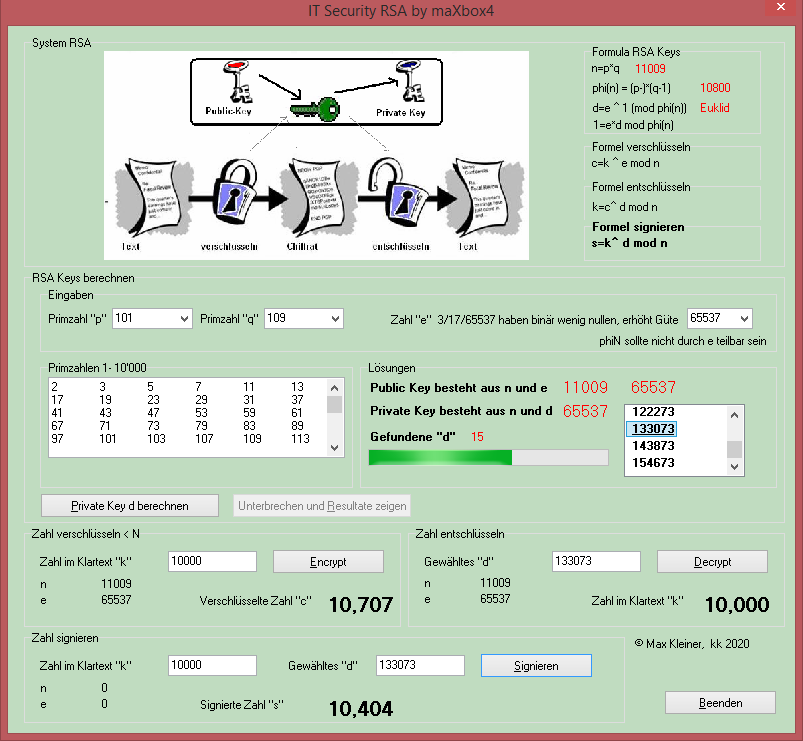 IT Security RSA by maXbox4
System RSA
Public-Key
Private Key
Text
verschlüsseln
Chiffrat
entschlüsseln
Text
Formula RSA Keys
n=p*q 11009
phi(n) = (p-)*(q-1) 10800
d=e ^ 1 (mod phi(n)) Euklid
1=e*d mod phi(n)
Formel verschlüsseln
c=k ^ e mod n
Formel entschlüsseln
k=c^ d mod n
Formel signieren
s=k^ d mod n
RSA Keys berechnen
Eingaben
Primzahl "p" 101 Primzahl "q" 109 Zahl "e" 3/17/65537 haben binär wenig nullen, erhöht Güte 65537
phiN sollte nicht durch e teilbar sein
Primzahlen 1- 10'000
2 3 5 7 11 13
17 19 23 29 31 37
41 43 47 53 59 61
67 71 73 79 83 89
97 101 103 107 109 113
Lösungen
Public Key besteht aus n und e 11009 65537
Private Key besteht aus n und d 65537
Gefundene "d" 15
122273
133073
143873
154673
Private Key d berechnen
Unterbrechen und Resultate zeigen
Zahl verschlüsseln < N
Zahl im Klartext "k" 10000 Encrypt
n 11009
e 65537 Verschlüsselte Zahl "c" 10,707
Zahl entschlüsseln
Gewähltes "d" 133073 Decrypt
n 11009
e 65537 Zahl im Klartext "k" 10,000
Zahl signieren
Zahl im Klartext "k" 10000 Gewähltes "d" 133073 Signieren
n 0
e 0 Signierte Zahl "s" 10,404
© Max Kleiner, kk 2020
Beenden